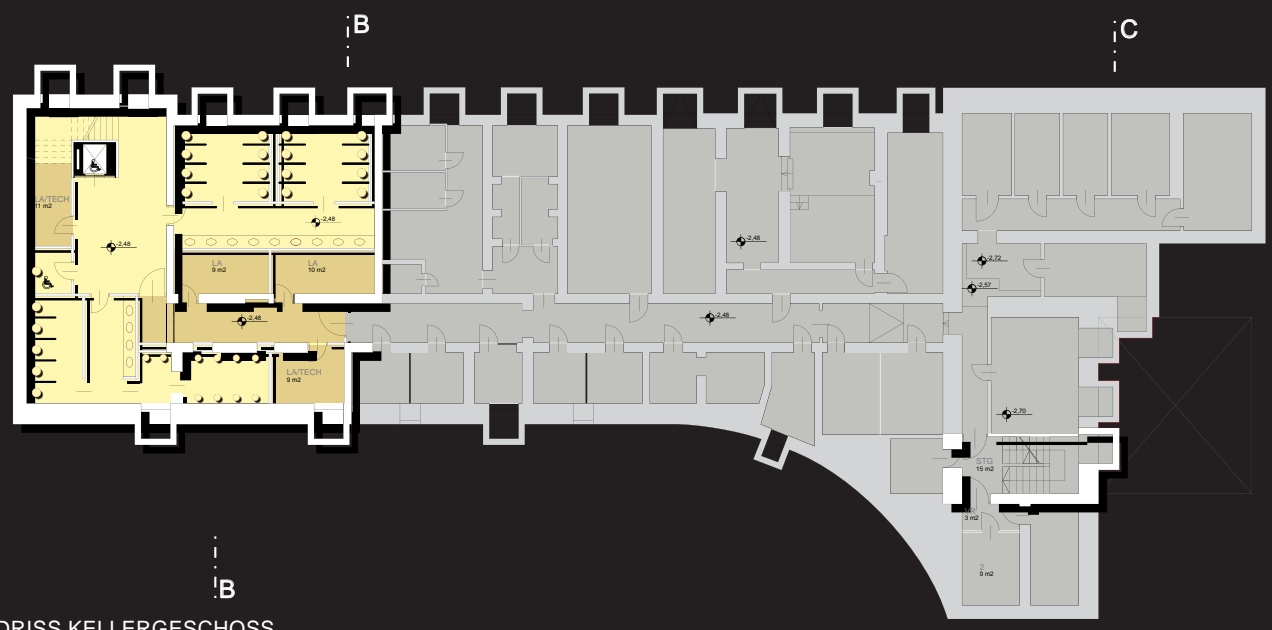 B
C
LA/TECH
11 m2
-2,48
-2,48
LA
9 m2
LA
10 m2
-2,48
-2,72
-2,57
-2,48
-2,48
LA/TECH
9 m2
-2,70
STG
15 m2
3 m2
2
9 m2
B
DRISS KELLERGESCHOSS